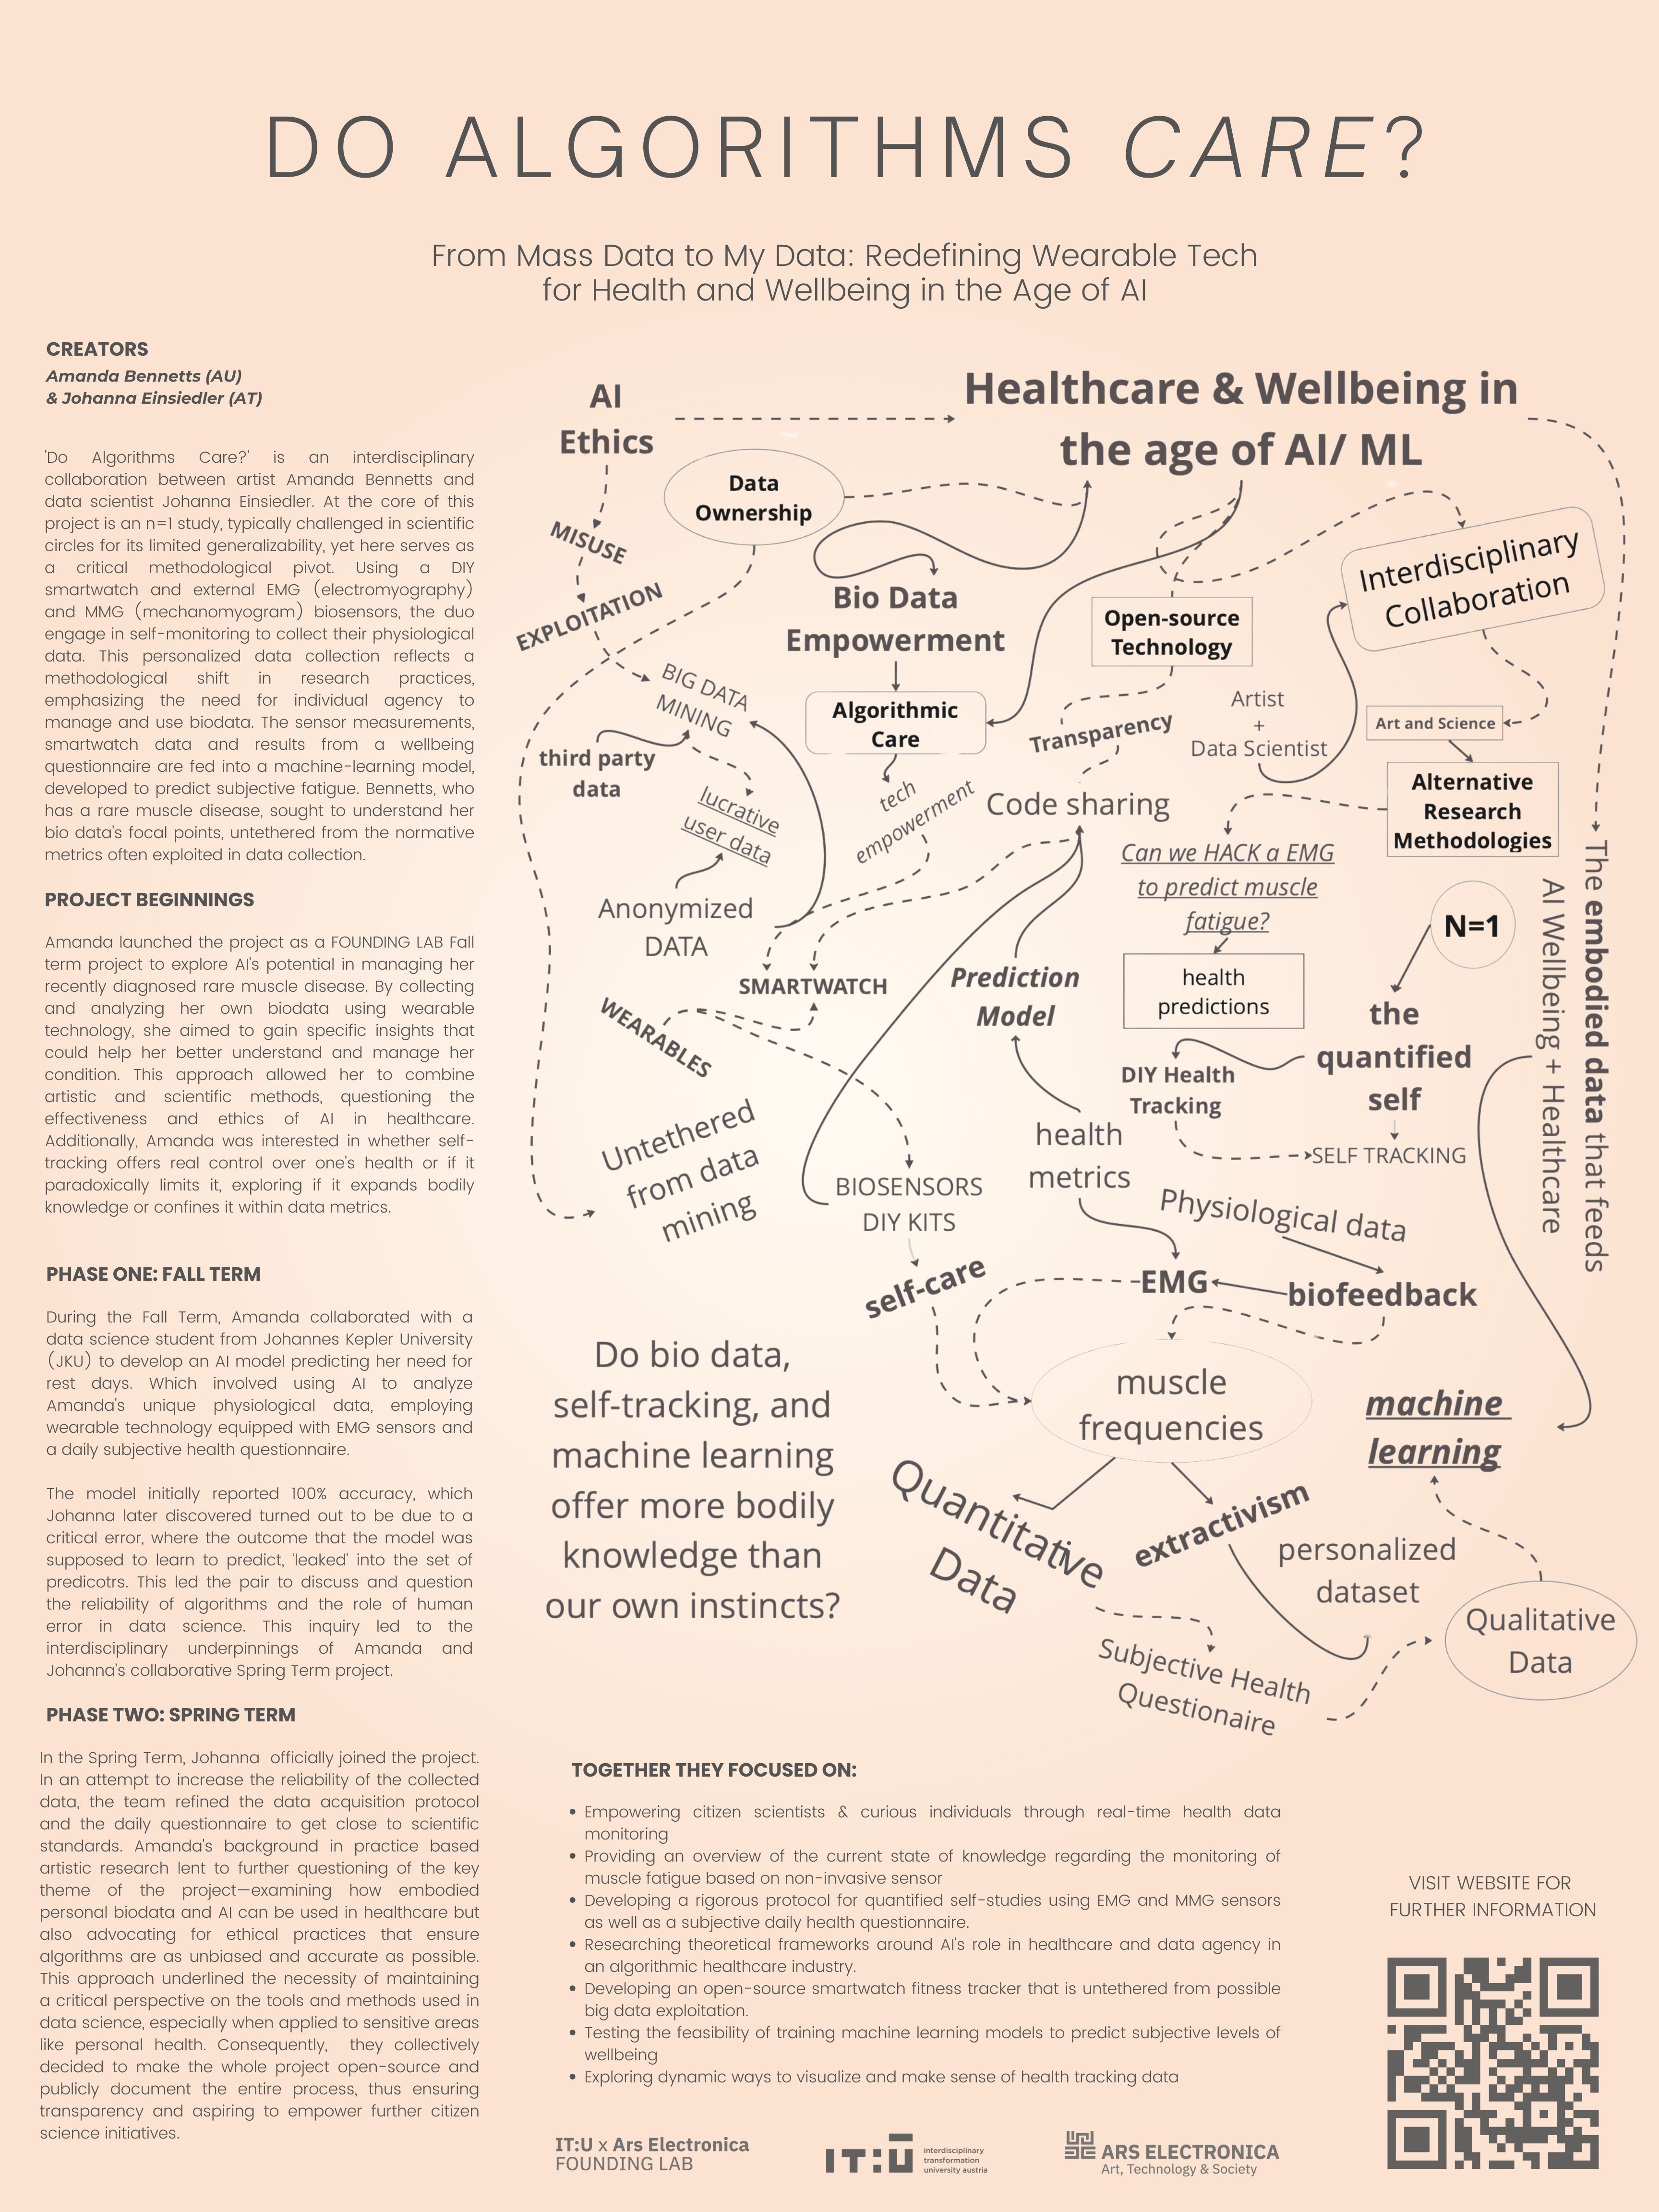 DO ALGORITHMS CARE?
From Mass Data to My Data: Redefining Wearable Tech
for Health and Wellbeing in the Age of AI
CREATORS
Amanda Bennetts (AU)
& Johanna Einsiedler (AT)
'Do Algorithms Care?' is an interdisciplinary
collaboration between artist Amanda Bennetts and
data scientist Johanna Einsiedler. At the core of this
project is an n=1 study, typically challenged in scientific
circles for its limited generalizability, yet here serves as
a critical methodological pivot. Using a DIY
smartwatch and external EMG (electromyography)
and MMG (mechanomyogram) biosensors, the duo
engage in self-monitoring to collect their physiological
data. This personalized data collection reflects a
methodological shift in research practices,
emphasizing the need for individual agency to
manage and use biodata. The sensor measurements,
smartwatch data and results from a wellbeing
questionnaire are fed into a machine-learning model,
developed to predict subjective fatigue. Bennetts, who
has a rare muscle disease, sought to understand her
bio data's focal points, untethered from the normative
metrics often exploited in data collection.
PROJECT BEGINNINGS
Amanda launched the project as a FOUNDING LAB Fall
term project to explore AI's potential in managing her
recently diagnosed rare muscle disease. By collecting
and analyzing her own biodata using wearable
technology, she aimed to gain specific insights that
could help her better understand and manage her
condition. This approach allowed her to combine
artistic and scientific methods, questioning the
effectiveness and ethics of AI in healthcare.
Additionally, Amanda was interested in whether self-
tracking offers real control over one's health or if it
paradoxically limits it, exploring if it expands bodily
knowledge or confines it within data metrics.
PHASE ONE: FALL TERM
During the Fall Term, Amanda collaborated with a
data science student from Johannes Kepler University
(JKU) to develop an AI model predicting her need for
rest days. Which involved using AI to analyze
Amanda's unique physiological data, employing
wearable technology equipped with EMG sensors and
a daily subjective health questionnaire.
The model initially reported 100% accuracy, which
Johanna later discovered turned out to be due to a
critical error, where the outcome that the model was
supposed to learn to predict, 'leaked' into the set of
predicotrs. This led the pair to discuss and question
the reliability of algorithms and the role of human
error in data science. This inquiry led to the
interdisciplinary underpinnings of Amanda and
Johanna's collaborative Spring Term project.
PHASE TWO: SPRING TERM
In the Spring Term, Johanna officially joined the project.
In an attempt to increase the reliability of the collected
data, the team refined the data acquisition protocol
and the daily questionnaire to get close to scientific
standards. Amanda's background in practice based
artistic research lent to further questioning of the key
theme of the project—examining how embodied
personal biodata and AI can be used in healthcare but
also advocating for ethical practices that ensure
algorithms are as unbiased and accurate as possible.
This approach underlined the necessity of maintaining
a critical perspective on the tools and methods used in
data science, especially when applied to sensitive areas
like personal health. Consequently, they collectively
decided to make the whole project open-source and
publicly document the entire process, thus ensuring
transparency and aspiring to empower further citizen
science initiatives.
AI
Ethics
Healthcare & Wellbeing in
the age of AI/ ML
Data
Ownership
MISUSE
EXPLOITATION
Bio Data
Empowerment
Open-source
Technology
Interdisciplinary
Collaboration
BIG DATA
MINING
Algorithmic
Care
Transparency
Artist
+
Data Scientist
Art and Science
third party
data
lucrative
user data
tech
empowerment
Code sharing
Alternative
Research
Methodologies
Can we HACK a EMG
to predict muscle
fatigue?
Anonymized
DATA
N=1
The embodied data that feeds
AI Wellbeing + Healthcare
SMARTWATCH
Prediction
Model
health
predictions
WEARABLES
the
quantified
self
DIY Health
Tracking
Untethered
from data
mining
health
metrics
SELF TRACKING
BIOSENSORS
DIY KITS
Physiological data
self-care
EMG
biofeedback
Do bio data,
self-tracking, and
machine learning
offer more bodily
knowledge than
our own instincts?
muscle
frequencies
machine
learning
Quantitative
Data
extractivism
personalized
dataset
Qualitative
Data
Subjective Health
Questionaire
TOGETHER THEY FOCUSED ON:
• Empowering citizen scientists & curious individuals through real-time health data
monitoring
• Providing an overview of the current state of knowledge regarding the monitoring of
muscle fatigue based on non-invasive sensor
• Developing a rigorous protocol for quantified self-studies using EMG and MMG sensors
as well as a subjective daily health questionnaire.
• Researching theoretical frameworks around AI's role in healthcare and data agency in
an algorithmic healthcare industry.
• Developing an open-source smartwatch fitness tracker that is untethered from possible
big data exploitation.
• Testing the feasibility of training machine learning models to predict subjective levels of
wellbeing
• Exploring dynamic ways to visualize and make sense of health tracking data
VISIT WEBSITE FOR
FURTHER INFORMATION
IT:U x Ars Electronica
FOUNDING LAB
IT:U
interdisciplinary
transformation
university austria
ARS ELECTRONICA
Art, Technology & Society